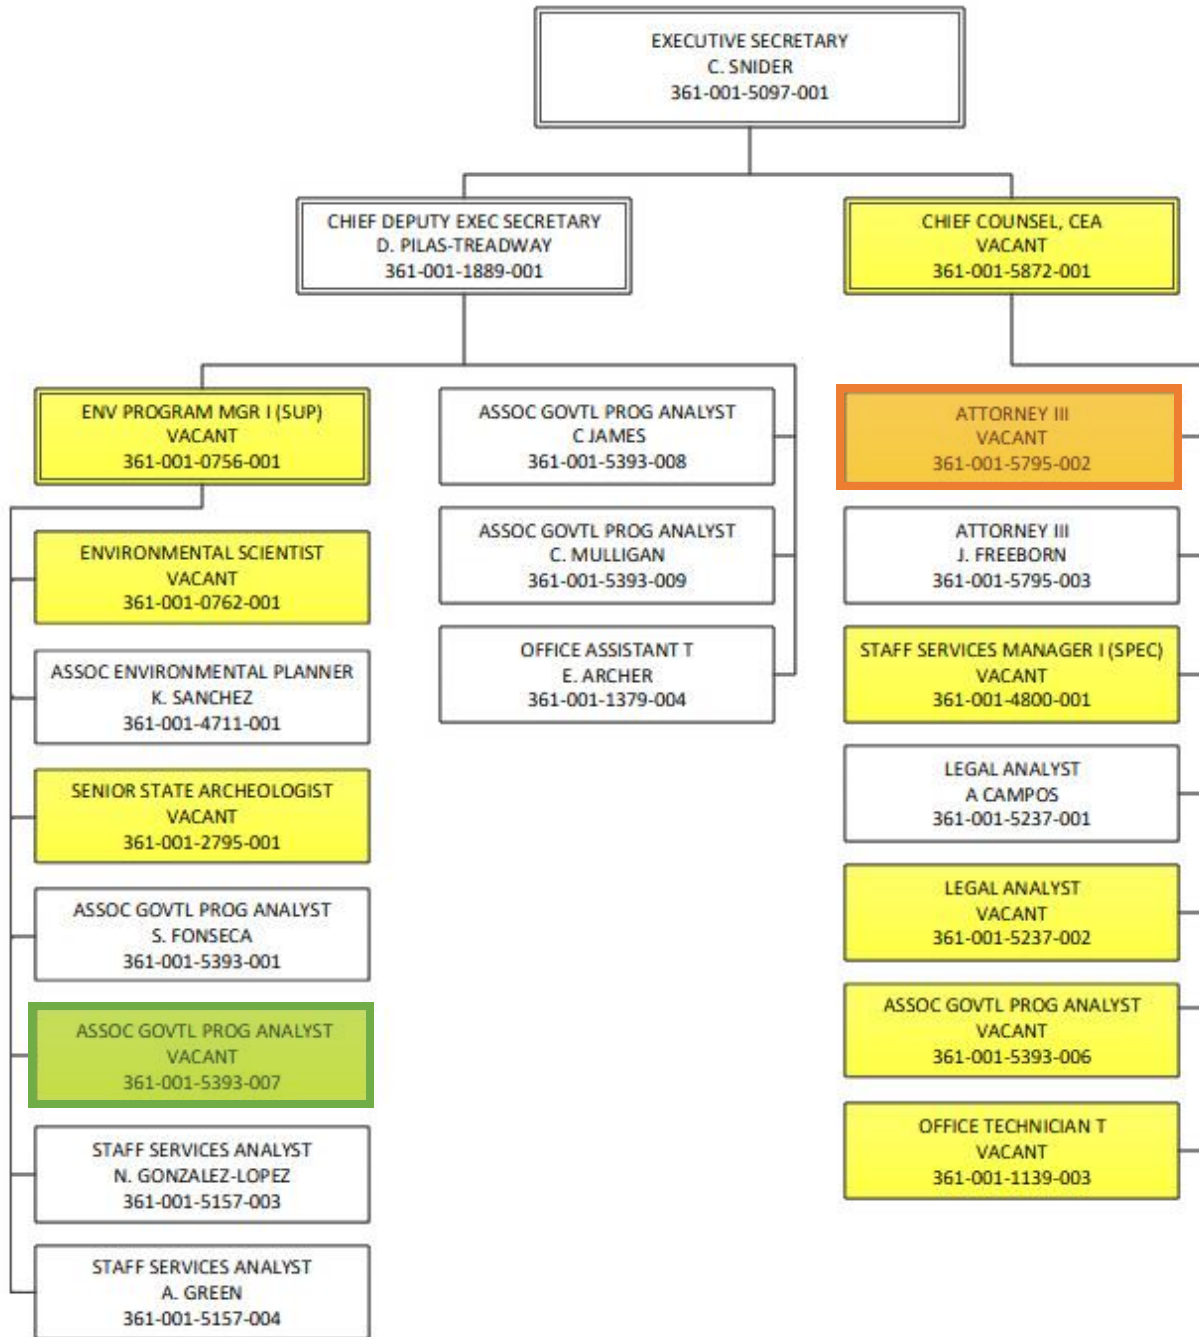 EXECUTIVE SECRETARY
C. SNIDER
361-001-5097-001
CHIEF DEPUTY EXEC SECRETARY
D. PILAS-TREADWAY
361-001-1889-001
CHIEF COUNSEL, CEA
VACANT
361-001-5872-001
ENV PROGRAM MGR I (SUP)
VACANT
361-001-0756-001
ENVIRONMENTAL SCIENTIST
VACANT
361-001-0762-001
ASSOC ENVIRONMENTAL PLANNER
K. SANCHEZ
361-001-4711-001
SENIOR STATE ARCHEOLOGIST
VACANT
361-001-2795-001
ASSOC GOVTL PROG ANALYST
S. FONSECA
361-001-5393-001
ASSOC GOVTL PROG ANALYST
VACANT
361-001-5393-007
STAFF SERVICES ANALYST
N. GONZALEZ-LOPEZ
361-001-5157-003
STAFF SERVICES ANALYST
A. GREEN
361-001-5157-004
ASSOC GOVTL PROG ANALYST
C JAMES
361-001-5393-008
ASSOC GOVTL PROG ANALYST
C. MULLIGAN
361-001-5393-009
OFFICE ASSISTANT T
E. ARCHER
361-001-1379-004
ATTORNEY III
VACANT
361-001-5795-002
ATTORNEY III
J. FREEBORN
361-001-5795-003
STAFF SERVICES MANAGER I (SPEC)
VACANT
361-001-4800-001
LEGAL ANALYST
A CAMPOS
361-001-5237-001
LEGAL ANALYST
VACANT
361-001-5237-002
ASSOC GOVTL PROG ANALYST
VACANT
361-001-5393-006
OFFICE TECHNICIAN T
VACANT
361-001-1139-003